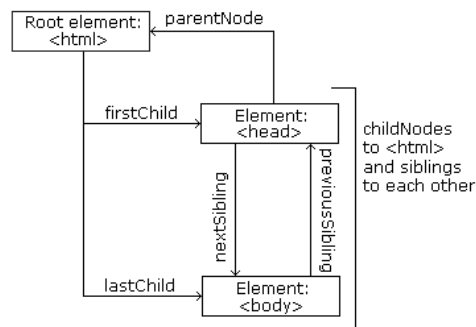 Root element:
<html>
parentNode
firstChild
Element:
<head>
nextSibling
previousSibling
childNodes
to <html>
and siblings
to each other
lastChild
Element:
<body>